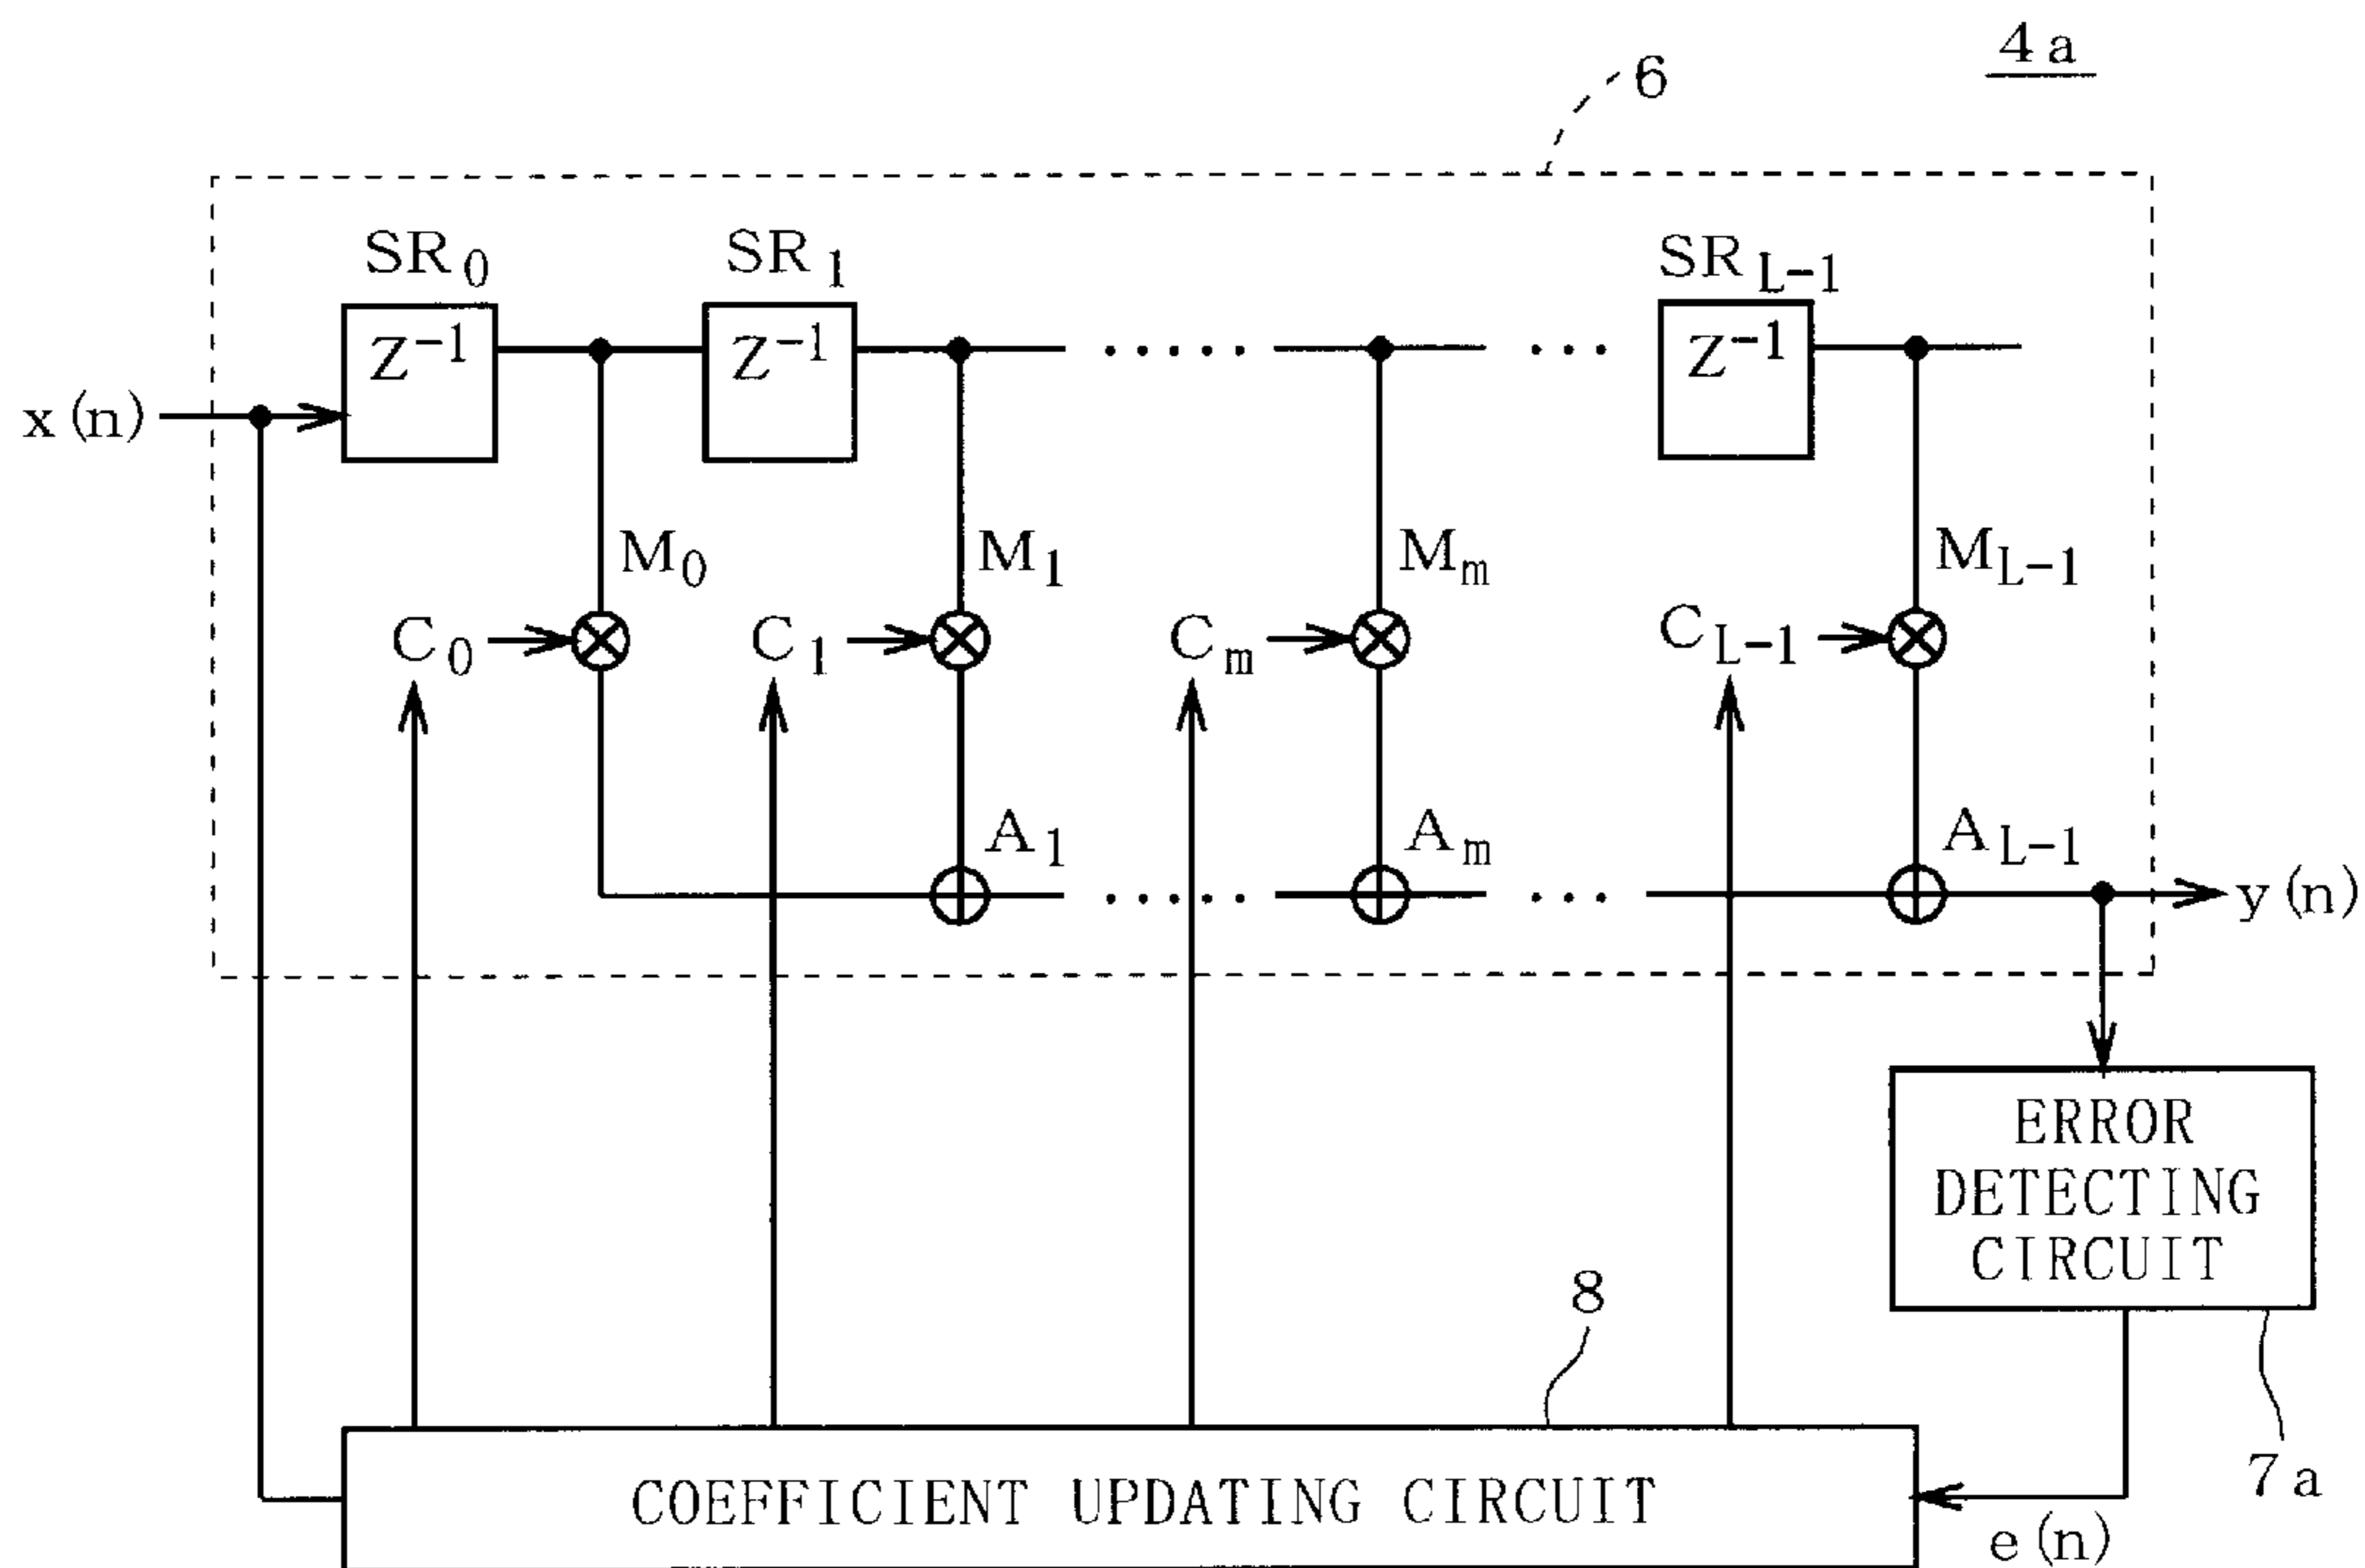 4a
6
SR0 SR1 SRL-1
Z-1 Z-1 ..... ... Z-1
x(n)
M0 M1 Mm ML-1
C0 C1 Cm CL-1
A1 Am AL-1
..... ... y(n)
ERROR
DETECTING
CIRCUIT
8
7a
COEFFICIENT UPDATING CIRCUIT
e(n)